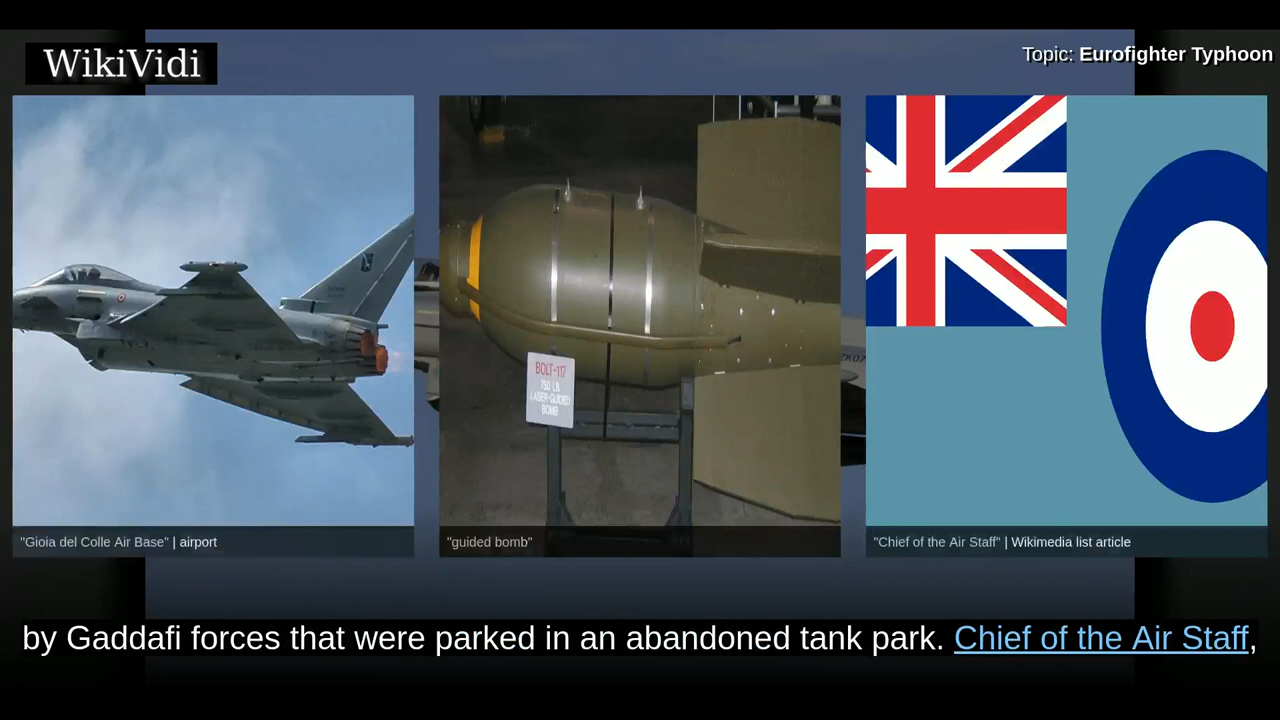 WikiVidi
Topic: Eurofighter Typhoon
BOLT-117
750 LB.
LASER-GUIDED
BOMB
ZK07
"Gioia del Colle Air Base" | airport
"guided bomb"
"Chief of the Air Staff" | Wikimedia list article
by Gaddafi forces that were parked in an abandoned tank park. Chief of the Air Staff,